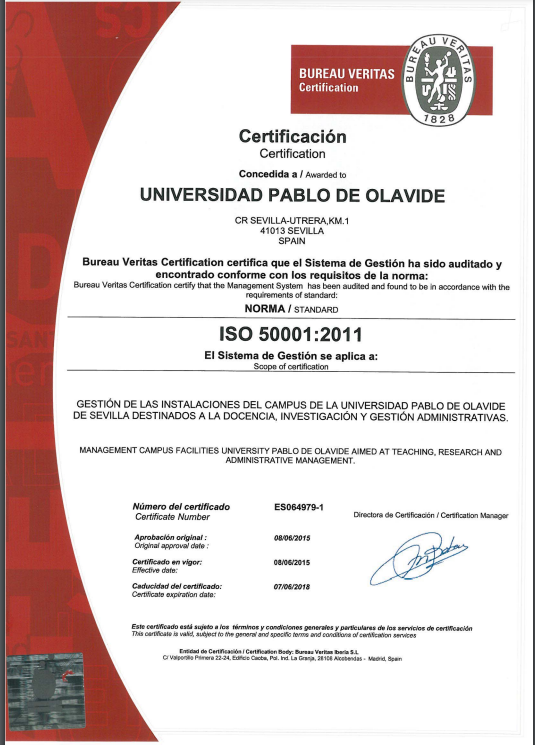 BUREAU VERITAS
Certification
BUREAU VERITAS
1828
Certificación
Certification
Concedida a / Awarded to
UNIVERSIDAD PABLO DE OLAVIDE
CR SEVILLA-UTRERA,KM.1
41013 SEVILLA
SPAIN
Bureau Veritas Certification certifica que el Sistema de Gestión ha sido auditado y
encontrado conforme con los requisitos de la norma:
Bureau Veritas Certification certify that the Management System has been audited and found to be in accordance with the
requirements of standard:
NORMA / STANDARD
ISO 50001:2011
El Sistema de Gestión se aplica a:
Scope of certification
GESTIÓN DE LAS INSTALACIONES DEL CAMPUS DE LA UNIVERSIDAD PABLO DE OLAVIDE
DE SEVILLA DESTINADOS A LA DOCENCIA, INVESTIGACIÓN Y GESTIÓN ADMINISTRATIVAS.
MANAGEMENT CAMPUS FACILITIES UNIVERSITY PABLO DE OLAVIDE AIMED AT TEACHING, RESEARCH AND
ADMINISTRATIVE MANAGEMENT.
Número del certificado ES064979-1
Certificate Number
Directora de Certificación / Certification Manager
Aprobación original : 08/06/2015
Original approval date :
Certificado en vigor: 08/06/2015
Effective date:
Caducidad del certificado: 07/06/2018
Certificate expiration date:
Este certificado está sujeto a los términos y condiciones generales y particulares de los servicios de certificación
This certificate is valid, subject to the general and specific terms and conditions of certification services
Entidad de Certificación / Certification Body: Bureau Veritas Iberia S.L
C/ Valportillo Primera 22-24, Edificio Caoba, Pol. Ind. La Granja, 28108 Alcobendas - Madrid, Spain